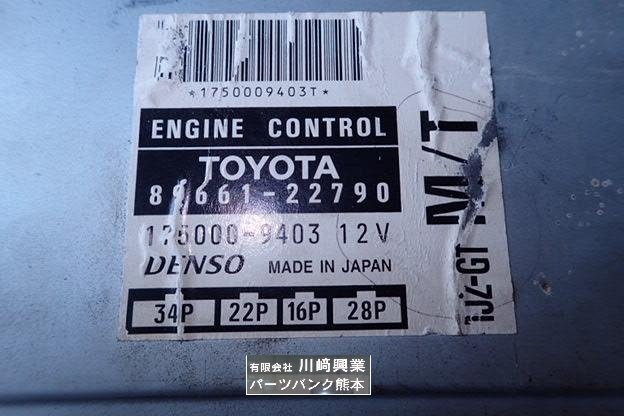 *1750009403T*
ENGINE CONTROL
TOYOTA
89661-22790
175000-9403 12V
DENSO MADE IN JAPAN
34P 22P 16P 28P
M/T
1JZ-GT
有限会社 川﨑興業
パーツバンク熊本